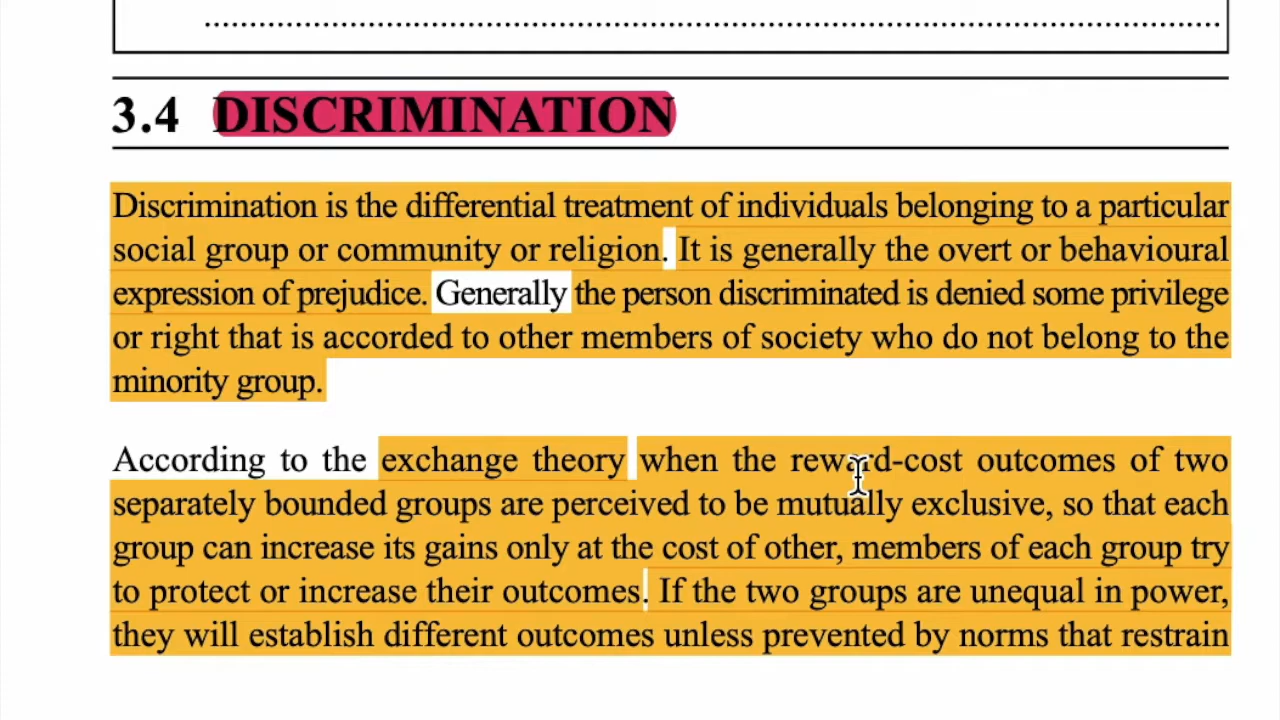 3.4 DISCRIMINATION
Discrimination is the differential treatment of individuals belonging to a particular
social group or community or religion. It is generally the overt or behavioural
expression of prejudice. Generally the person discriminated is denied some privilege
or right that is accorded to other members of society who do not belong to the
minority group.
According to the exchange theory when the reward-cost outcomes of two
separately bounded groups are perceived to be mutually exclusive, so that each
group can increase its gains only at the cost of other, members of each group try
to protect or increase their outcomes. If the two groups are unequal in power,
they will establish different outcomes unless prevented by norms that restrain